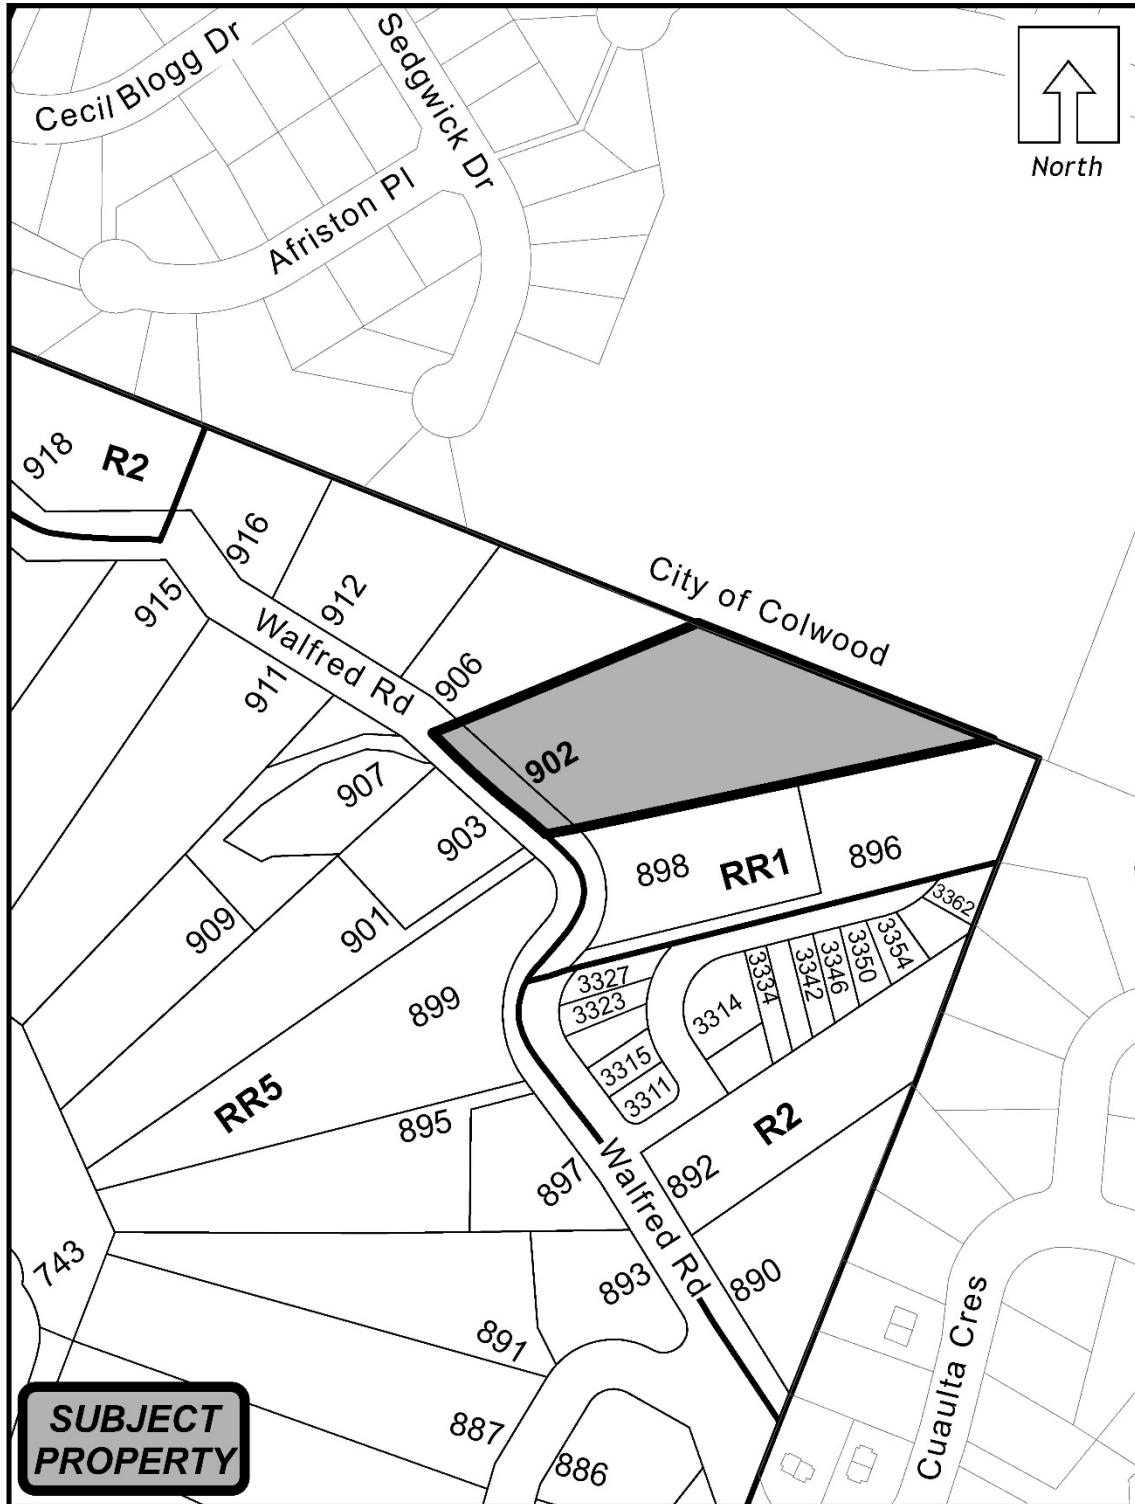 Cecil Blogg Dr
Sedgwick Dr
North
Afriston Pl
918
R2
916
915
912
City of Colwood
Walfred Rd
911
906
902
907
903
898
RR1
896
909
901
3362
3354
3350
3346
3342
3334
3327
3323
3314
899
3315
3311
RR5
895
R2
897
892
Walfred Rd
743
893
890
891
Cuaulta Cres
887
886
SUBJECT
PROPERTY